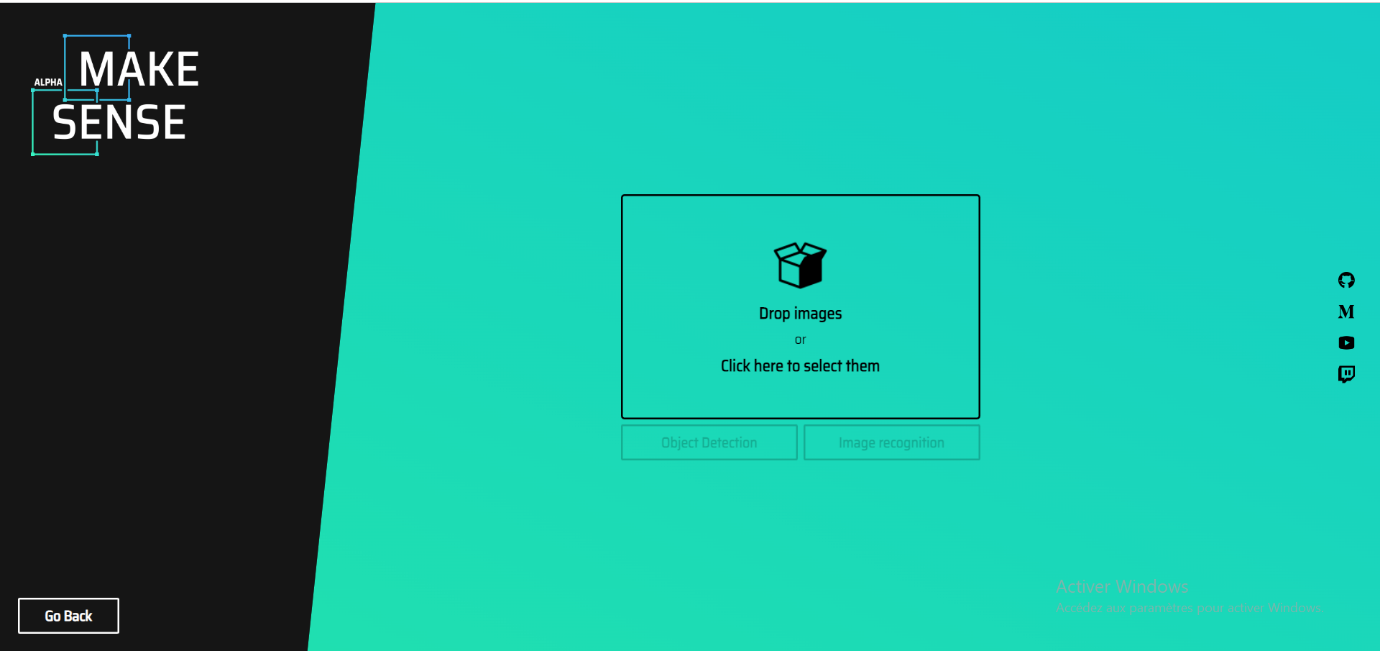 ALPHA
MAKE
SENSE
Drop images
or
Click here to select them
Object Detection
Image recognition
Go Back
Activer Windows
Accédez aux paramètres pour activer Windows.